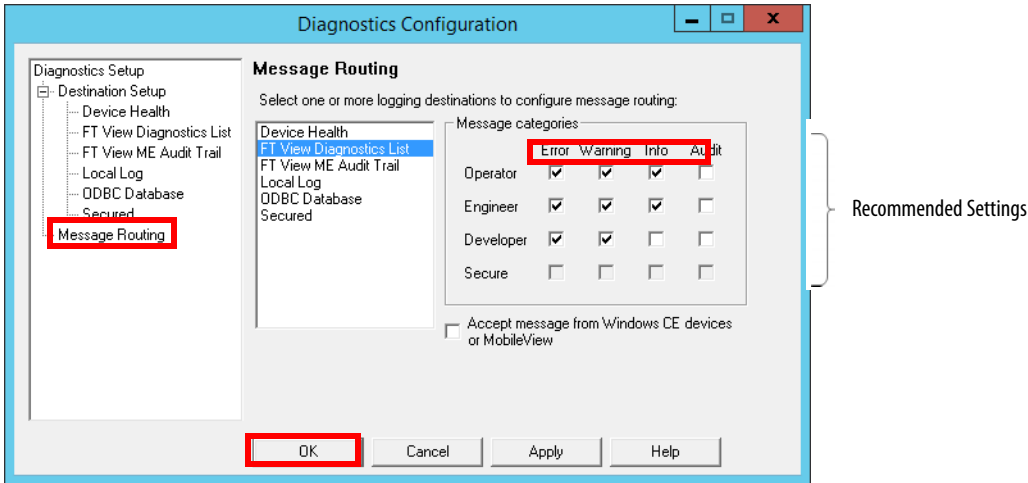 Diagnostics Configuration
x
Diagnostics Setup
Destination Setup
Device Health
FT View Diagnostics List
FT View ME Audit Trail
Local Log
ODBC Database
Secured
Message Routing
Message Routing
Select one or more logging destinations to configure message routing:
Device Health
FT View Diagnostics List
FT View ME Audit Trail
Local Log
ODBC Database
Secured
Message categories
Error Warning Info Audit
Operator
Engineer
Developer
Secure
Accept message from Windows CE devices
or MobileView
OK Cancel Apply Help
Recommended Settings